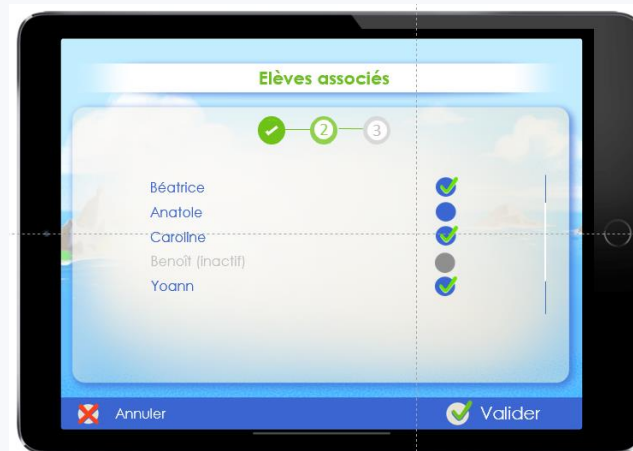 Elèves associés
2 3
Béatrice
Anatole
Caroline
Benoît (inactif)
Yoann
Annuler Valider